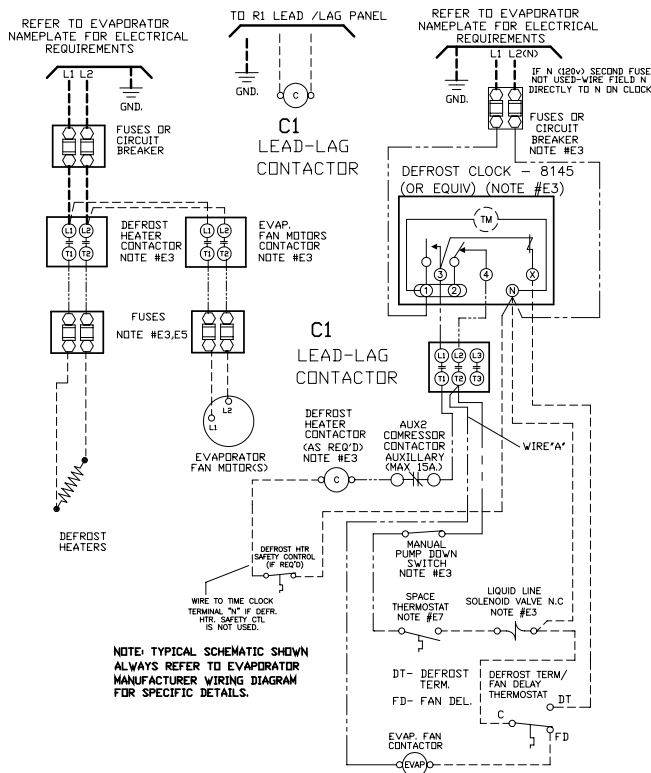 REFER TO EVAPORATOR
NAMEPLATE FOR ELECTRICAL
REQUIREMENTS
L1 L2
GND.
FUSES OR
CIRCUIT
BREAKER
TO R1 LEAD /LAG PANEL
GND.
C
C1
LEAD-LAG
CONTACTOR
REFER TO EVAPORATOR
NAMEPLATE FOR ELECTRICAL
REQUIREMENTS
L1 L2(N)
GND.
IF N (120v) SECOND FUSE
NOT USED-WIRE FIELD N
DIRECTLY TO N ON CLOCK
FUSES OR
CIRCUIT
BREAKER
NOTE #E3
DEFROST CLOCK - 8145
(OR EQUIV) (NOTE #E3)
TM
3
4
X
1
2
N
L1 L2
T1 T2
DEFROST
HEATER
CONTACTOR
NOTE #E3
L1 L2
T1 T2
EVAP.
FAN MOTORS
CONTACTOR
NOTE #E3
FUSES
NOTE #E3,E5
C1
LEAD-LAG
CONTACTOR
L1 L2 L3
T1 T2 T3
L1
L2
EVAPORATOR
FAN MOTOR(S)
DEFROST
HEATER
CONTACTOR
(AS REQ'D)
NOTE #E3
C
AUX2
COMRESSOR
CONTACTOR
AUXILLARY
(MAX 15A.)
WIRE"A"
DEFROST
HEATERS
DEFROST HTR
SAFETY CONTROL
(IF REQ'D)
MANUAL
PUMP DOWN
SWITCH
NOTE #E3
WIRE TO TIME CLOCK
TERMINAL "N" IF DEFR.
HTR. SAFETY CTL
IS NOT USED.
SPACE
THERMOSTAT
NOTE #E7
LIQUID LINE
SOLENOID VALVE N.C
NOTE #E3
NOTE: TYPICAL SCHEMATIC SHOWN
ALWAYS REFER TO EVAPORATOR
MANUFACTURER WIRING DIAGRAM
FOR SPECIFIC DETAILS.
DT- DEFROST
TERM.
FD- FAN DEL.
DEFROST TERM/
FAN DELAY
THERMOSTAT
DT
C
FD
EVAP. FAN
CONTACTOR
EVAP